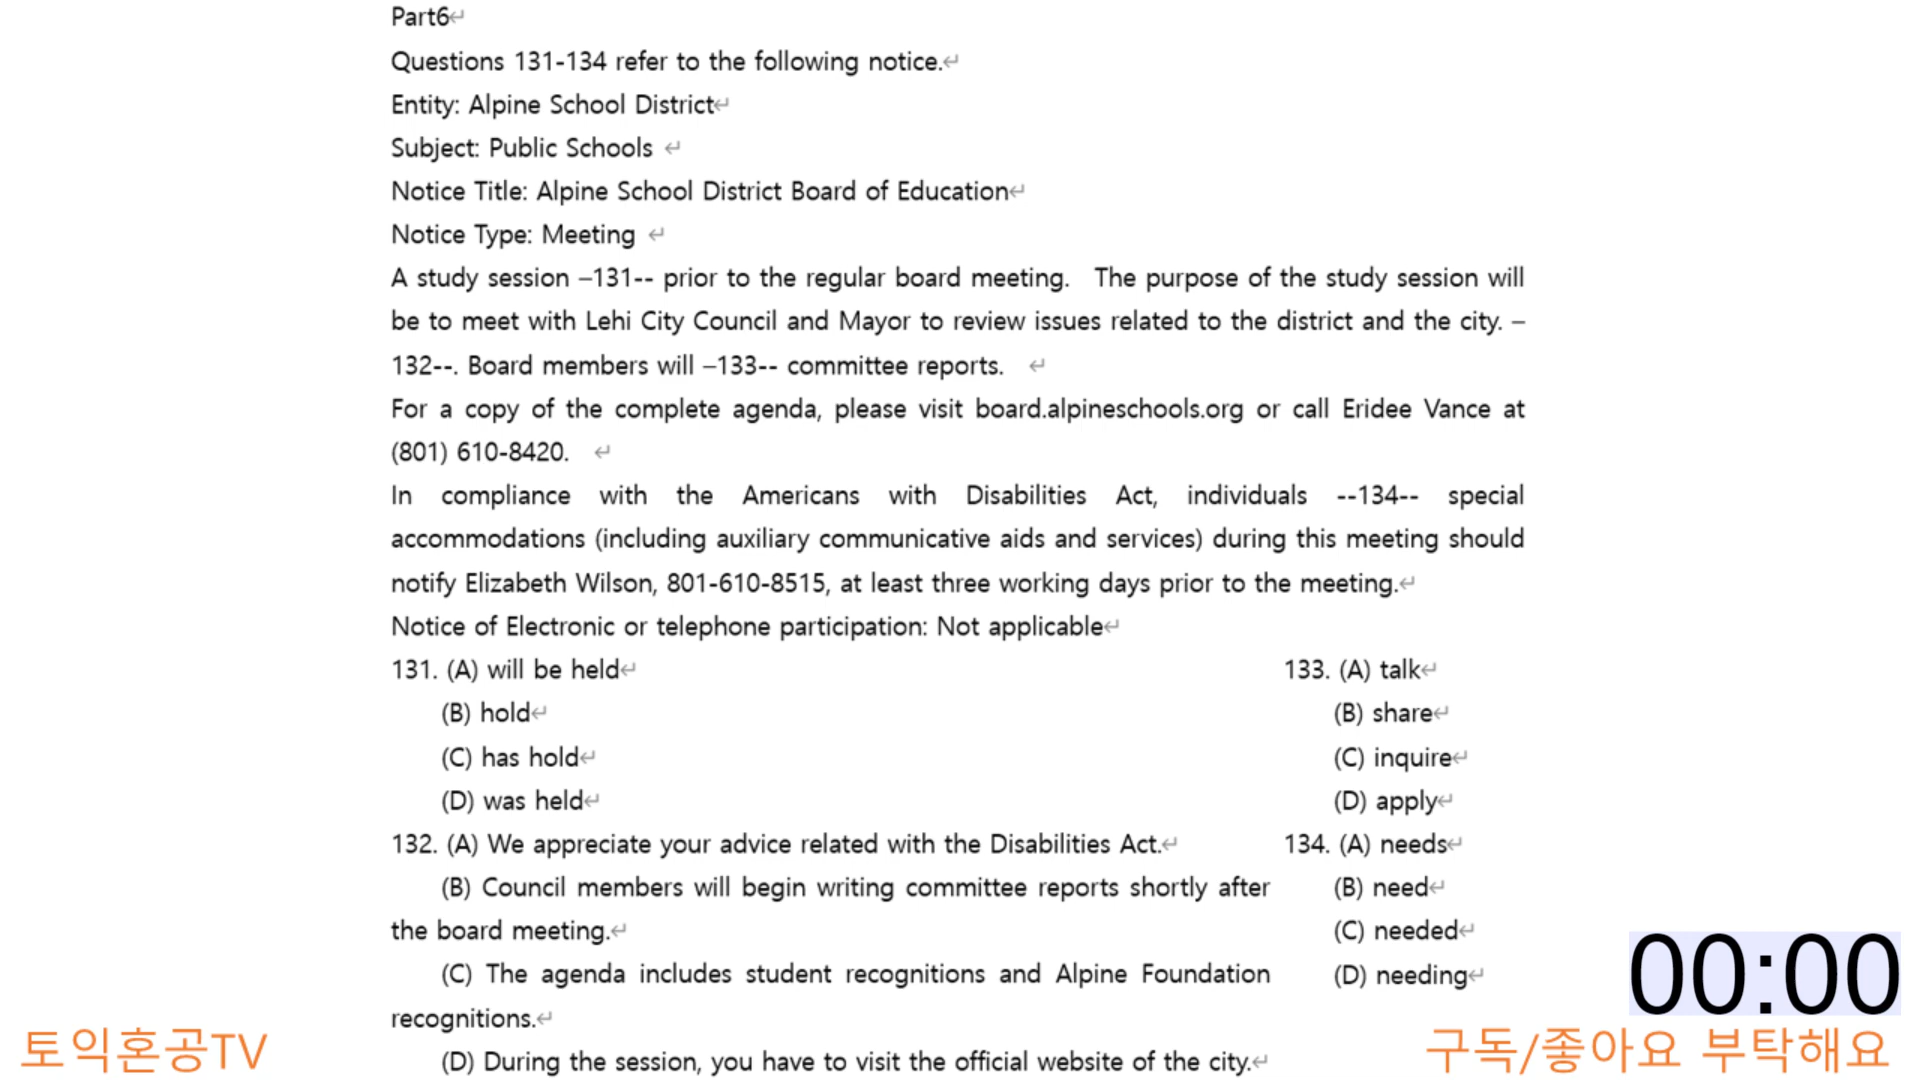 Part6
Questions 131-134 refer to the following notice.
Entity: Alpine School District
Subject: Public Schools
Notice Title: Alpine School District Board of Education
Notice Type: Meeting
A study session –131-- prior to the regular board meeting. The purpose of the study session will
be to meet with Lehi City Council and Mayor to review issues related to the district and the city. –
132--. Board members will –133-- committee reports.
For a copy of the complete agenda, please visit board.alpineschools.org or call Eridee Vance at
(801) 610-8420.
In compliance with the Americans with Disabilities Act, individuals --134-- special
accommodations (including auxiliary communicative aids and services) during this meeting should
notify Elizabeth Wilson, 801-610-8515, at least three working days prior to the meeting.
Notice of Electronic or telephone participation: Not applicable
131. (A) will be held
(B) hold
(C) has hold
(D) was held
132. (A) We appreciate your advice related with the Disabilities Act.
(B) Council members will begin writing committee reports shortly after
the board meeting.
(C) The agenda includes student recognitions and Alpine Foundation
recognitions.
(D) During the session, you have to visit the official website of the city.
133. (A) talk
(B) share
(C) inquire
(D) apply
134. (A) needs
(B) need
(C) needed
(D) needing
00:00
토익혼공TV
구독/좋아요 부탁해요